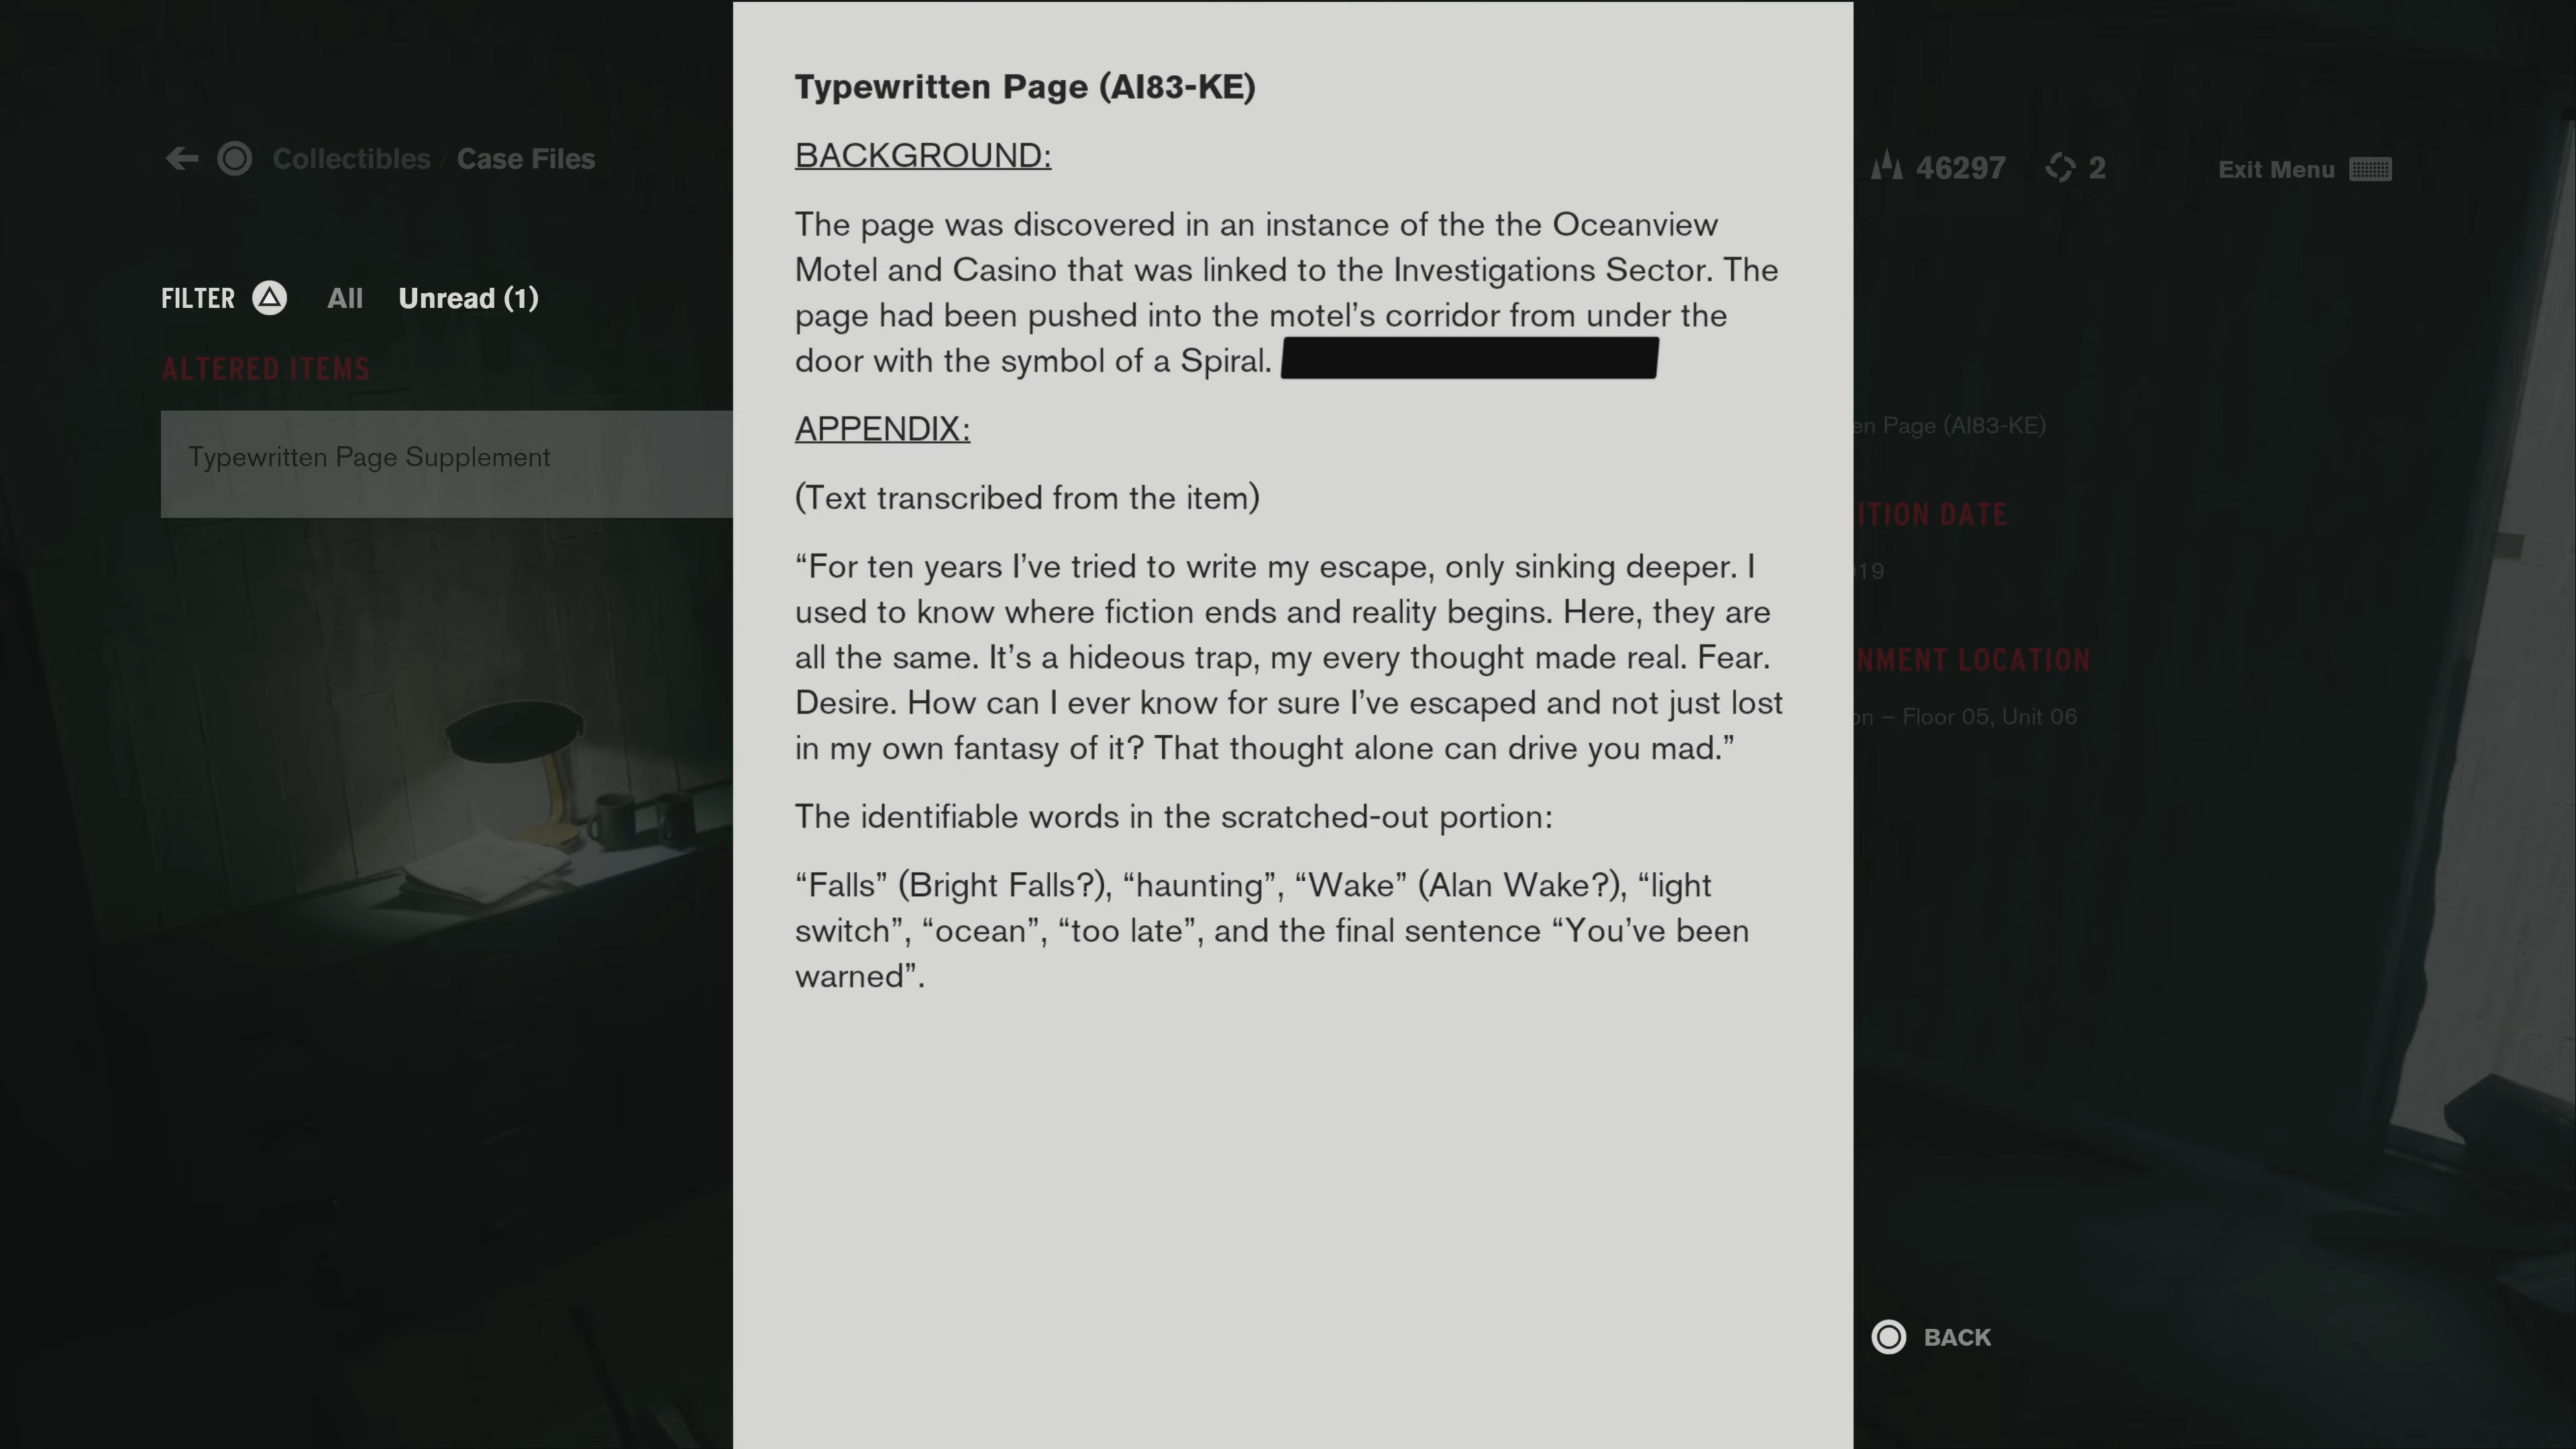 Collectibles / Case Files
46297 2 Exit Menu
FILTER All Unread (1)
ALTERED ITEMS
Typewritten Page Supplement
Typewritten Page (AI83-KE)
BACKGROUND:
The page was discovered in an instance of the the Oceanview
Motel and Casino that was linked to the Investigations Sector. The
page had been pushed into the motel’s corridor from under the
door with the symbol of a Spiral.
APPENDIX:
(Text transcribed from the item)
“For ten years I’ve tried to write my escape, only sinking deeper. I
used to know where fiction ends and reality begins. Here, they are
all the same. It’s a hideous trap, my every thought made real. Fear.
Desire. How can I ever know for sure I’ve escaped and not just lost
in my own fantasy of it? That thought alone can drive you mad.”
The identifiable words in the scratched-out portion:
“Falls” (Bright Falls?), “haunting”, “Wake” (Alan Wake?), “light
switch”, “ocean”, “too late”, and the final sentence “You’ve been
warned”.
en Page (AI83-KE)
ITION DATE
19
NMENT LOCATION
on – Floor 05, Unit 06
BACK